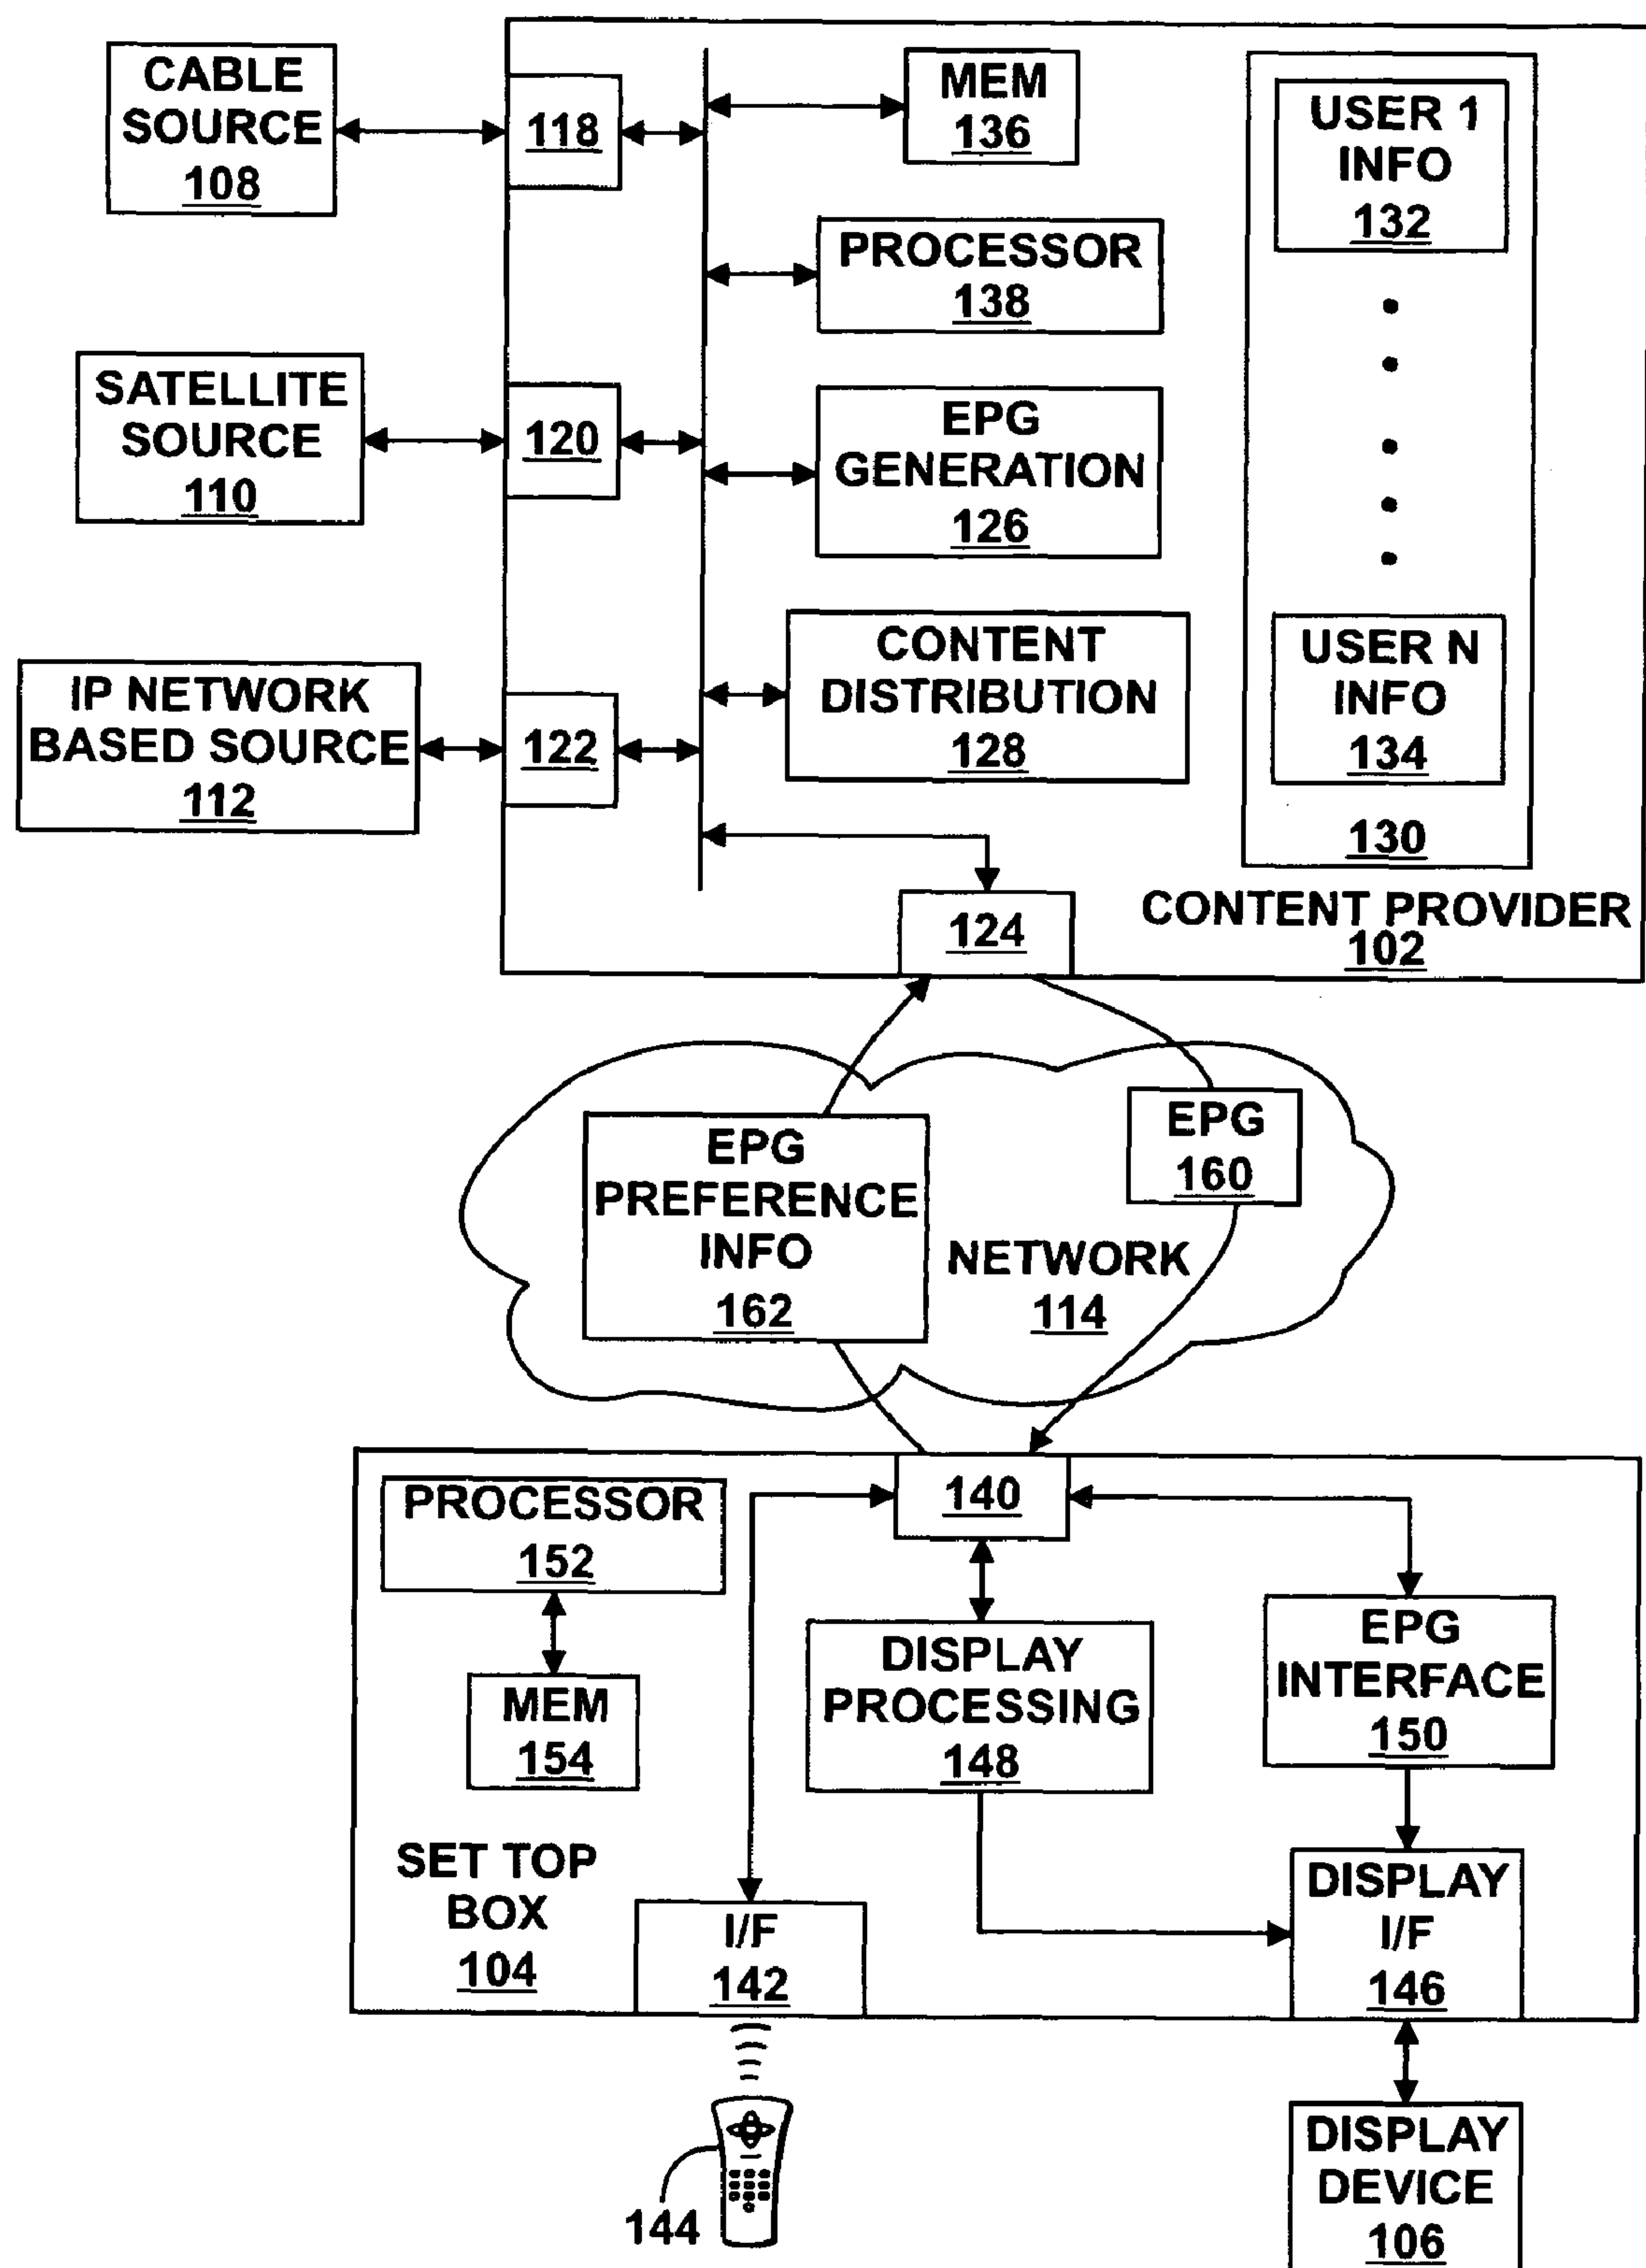 CABLE
SOURCE
108
118
MEM
136
USER 1
INFO
132
PROCESSOR
138
SATELLITE
SOURCE
110
120
EPG
GENERATION
126
IP NETWORK
BASED SOURCE
112
122
CONTENT
DISTRIBUTION
128
USER N
INFO
134
130
124
CONTENT PROVIDER
102
EPG
PREFERENCE
INFO
162
EPG
160
NETWORK
114
PROCESSOR
152
140
MEM
154
DISPLAY
PROCESSING
148
EPG
INTERFACE
150
SET TOP
BOX
104
I/F
142
DISPLAY
I/F
146
144
DISPLAY
DEVICE
106